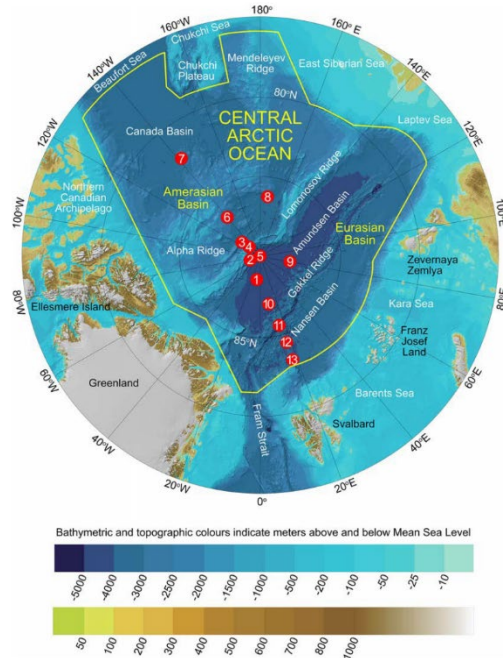 180°
160°W
160°E
140°W
140°E
120°W
120°E
100°W
100°E
80°W
80°E
60°W
60°E
40°W
40°E
20°W
20°E
0°
Chukchi Sea
Beaufort Sea
Chukchi
Plateau
Mendeleyev
Ridge
East Siberian Sea
80°N
Laptev Sea
Canada Basin
CENTRAL
ARCTIC
OCEAN
7
Lomonosov Ridge
Northern
Canadian
Archipelago
Amerasian
Basin
8
6
Amundsen Basin
Eurasian
Basin
3
4
Alpha Ridge
2
5
9
Zevernaya
Zemlya
Gakkel Ridge
1
Ellesmere Island
10
Nansen Basin
Kara Sea
11
Franz
Josef
Land
85°N
12
13
Greenland
Barents Sea
Fram Strait
Svalbard
Bathymetric and topographic colours indicate meters above and below Mean Sea Level
-5000
-4000
-3000
-2500
-2000
-1500
-1000
-500
-200
-100
-50
-25
-10
50
100
200
300
400
500
600
700
800
1000